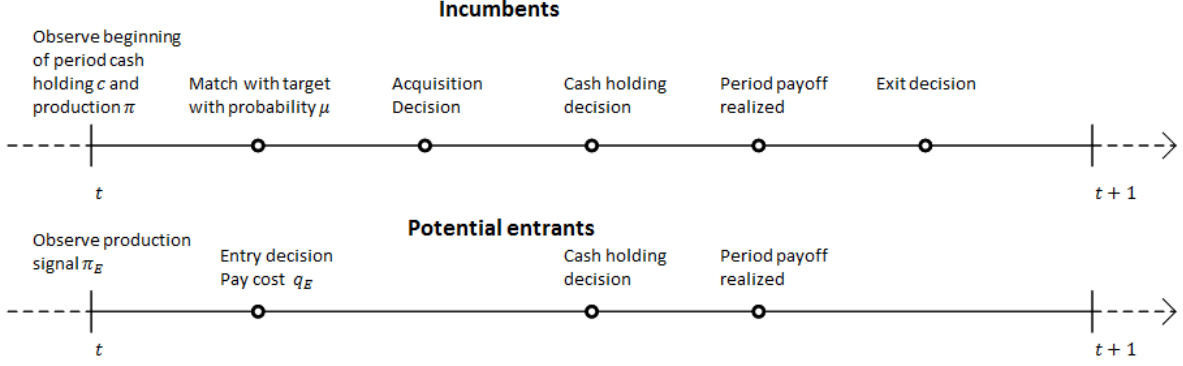 Incumbents
Observe beginning
of period cash
holding c and
production π
Match with target
with probability μ
Acquisition
Decision
Cash holding
decision
Period payoff
realized
Exit decision
t
t + 1
Potential entrants
Observe production
signal π_E
Entry decision
Pay cost q_E
Cash holding
decision
Period payoff
realized
t
t + 1